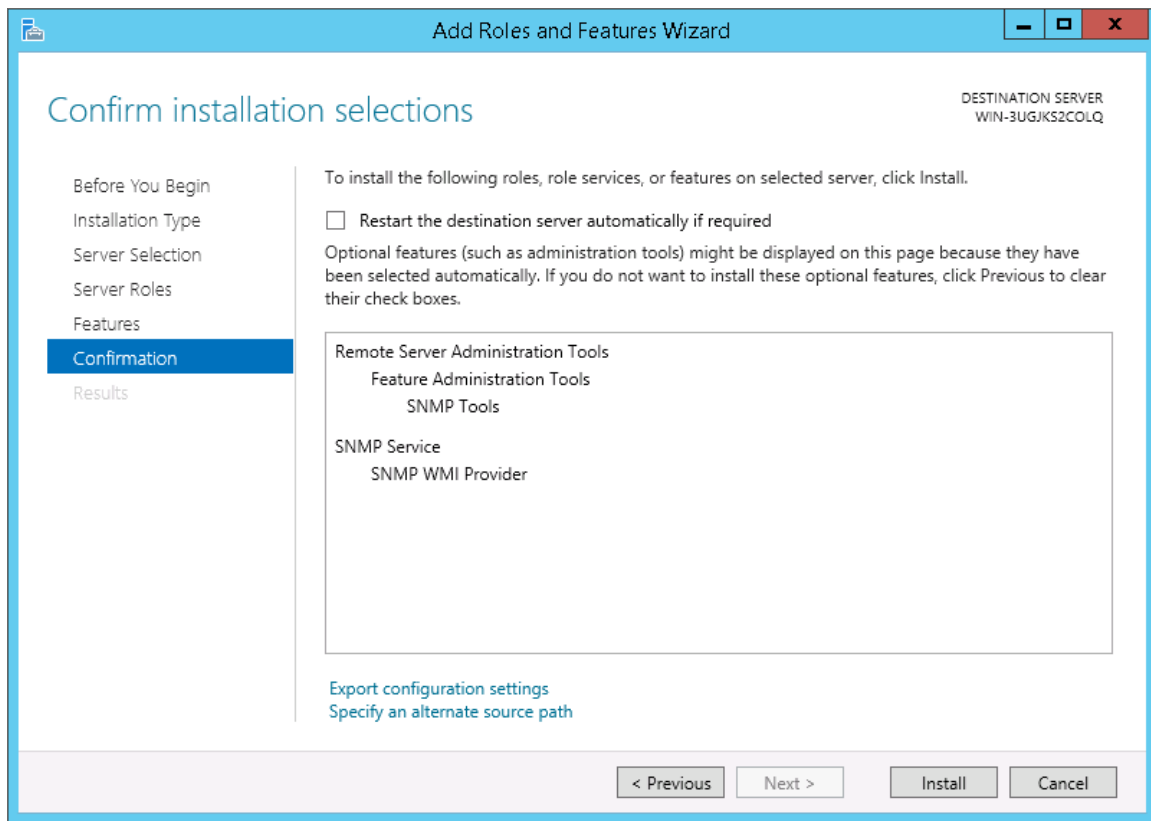 Add Roles and Features Wizard
Confirm installation selections
DESTINATION SERVER
WIN-3UGJKS2COLQ
Before You Begin
Installation Type
Server Selection
Server Roles
Features
Confirmation
Results
To install the following roles, role services, or features on selected server, click Install.
Restart the destination server automatically if required
Optional features (such as administration tools) might be displayed on this page because they have
been selected automatically. If you do not want to install these optional features, click Previous to clear
their check boxes.
Remote Server Administration Tools
Feature Administration Tools
SNMP Tools
SNMP Service
SNMP WMI Provider
Export configuration settings
Specify an alternate source path
< Previous
Next >
Install
Cancel